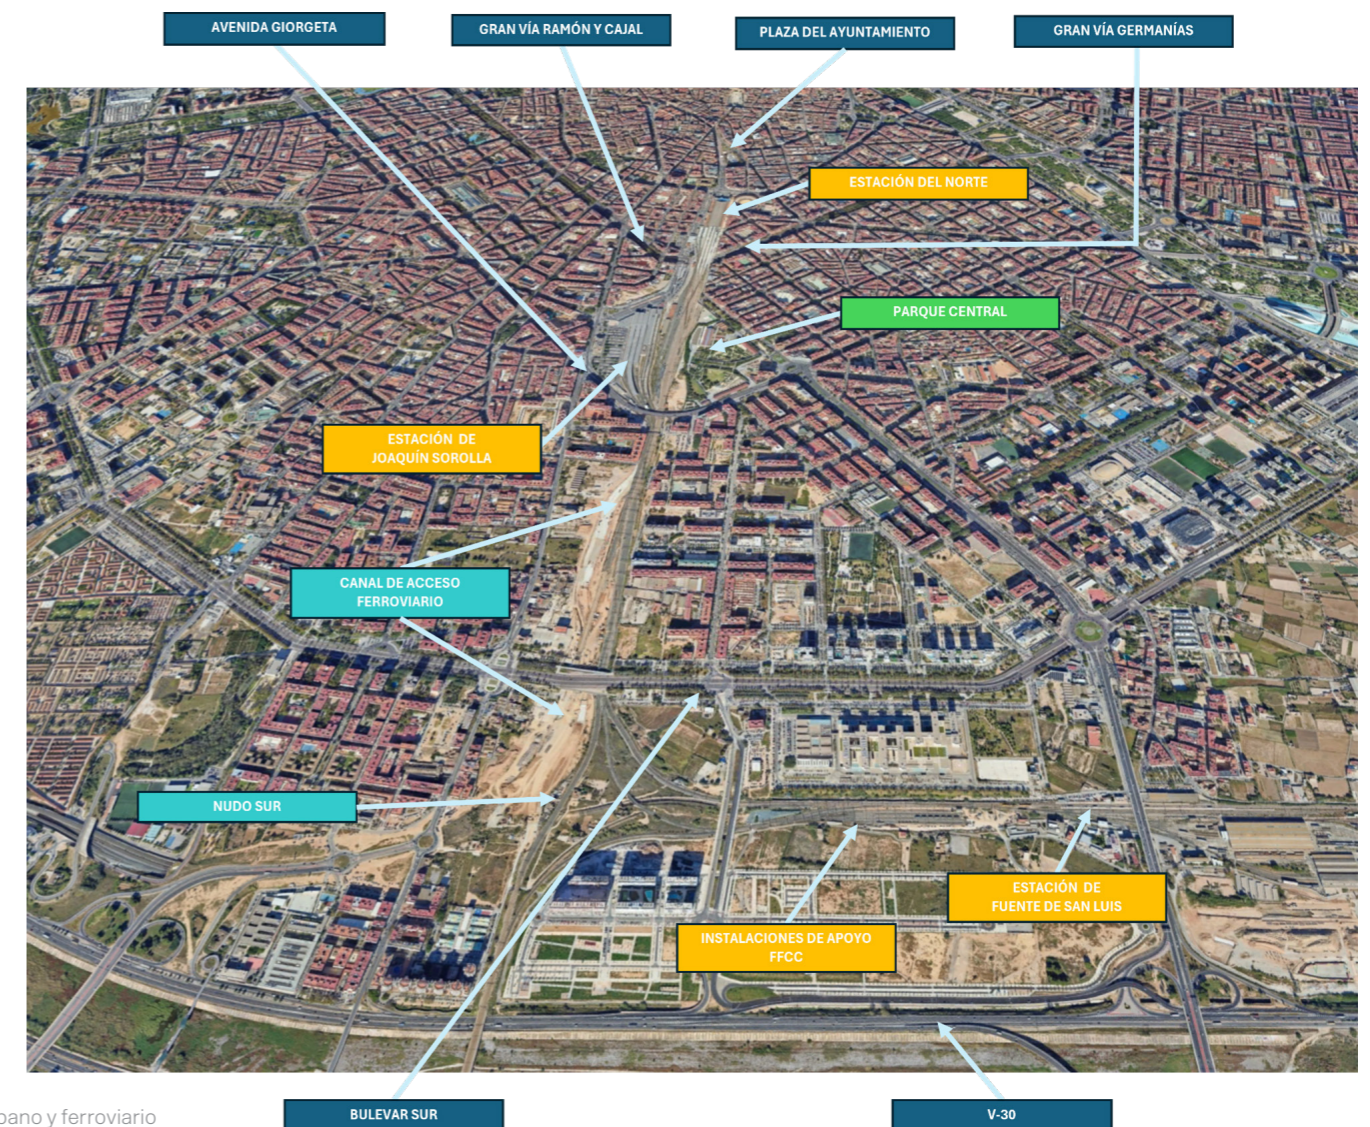 AVENIDA GIORGETA
GRAN VÍA RAMÓN Y CAJAL
PLAZA DEL AYUNTAMIENTO
GRAN VÍA GERMANÍAS
ESTACIÓN DEL NORTE
PARQUE CENTRAL
ESTACIÓN DE
JOAQUÍN SOROLLA
CANAL DE ACCESO
FERROVIARIO
NUDO SUR
ESTACIÓN DE
FUENTE DE SAN LUIS
INSTALACIONES DE APOYO
FFCC
BULEVAR SUR
V-30
y ferroviario